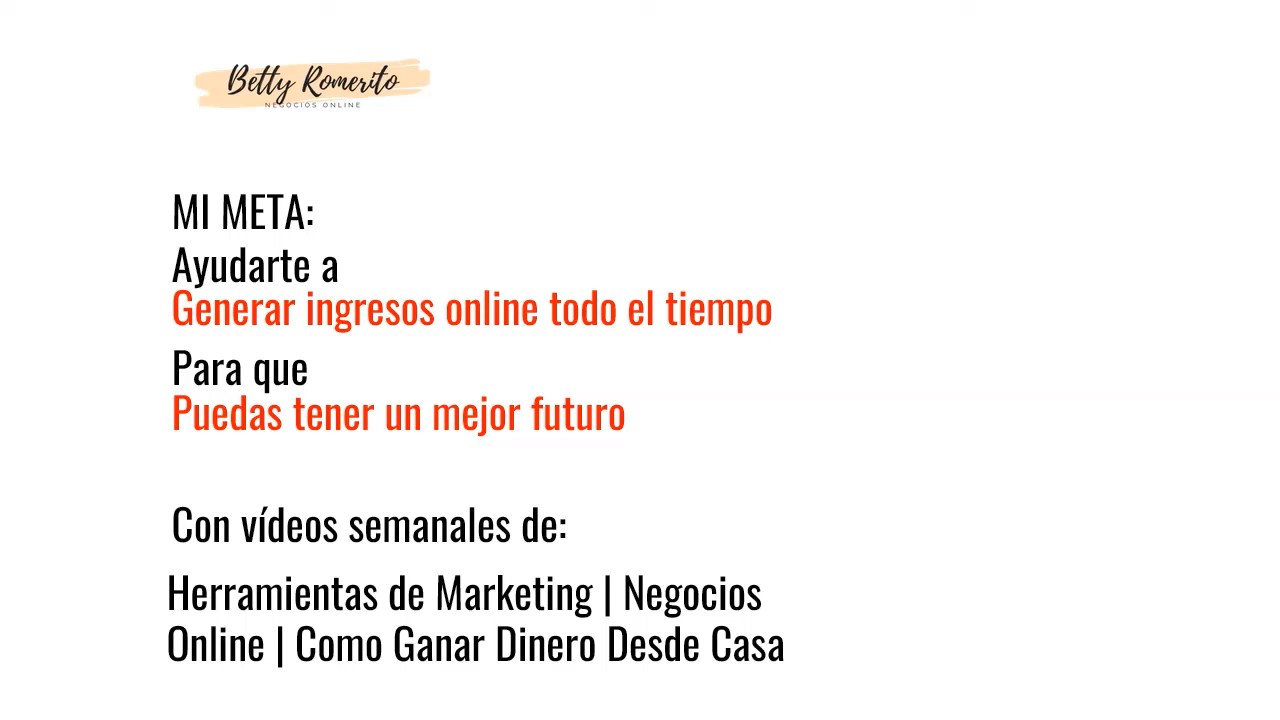 Betty Romerito
NEGOCIOS ONLINE
MI META:
Ayudarte a
Generar ingresos online todo el tiempo
Para que
Puedas tener un mejor futuro
Con vídeos semanales de:
Herramientas de Marketing | Negocios
Online | Como Ganar Dinero Desde Casa